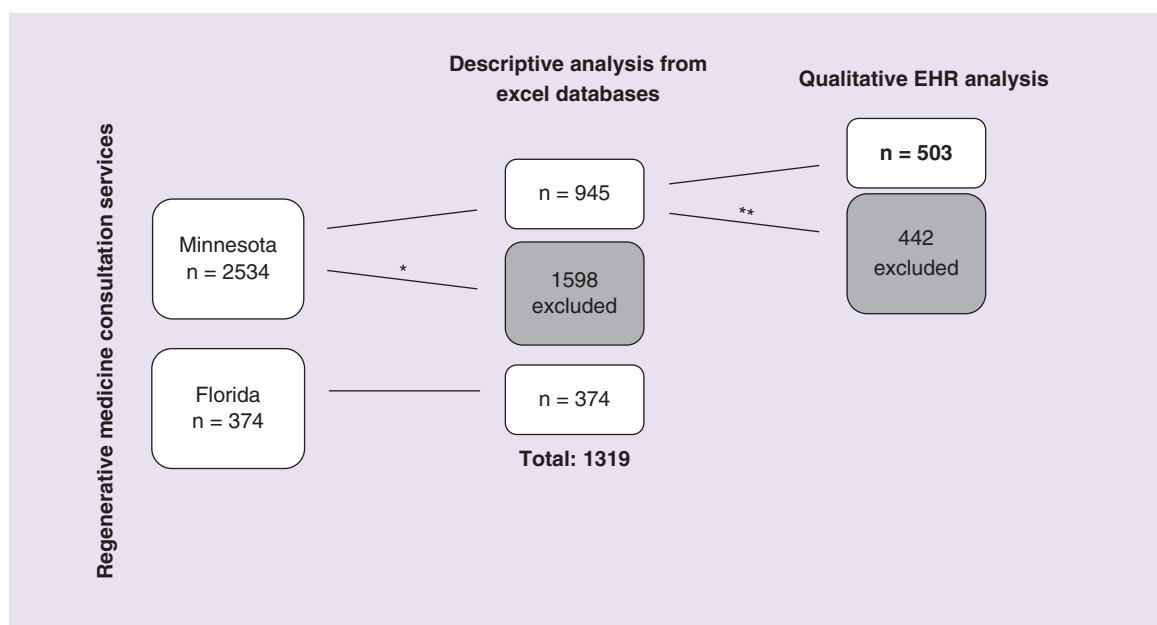 Regenerative medicine consultation services
Minnesota
n = 2534
Florida
n = 374
Descriptive analysis from
excel databases
n = 945
*
1598
excluded
n = 374
Total: 1319
Qualitative EHR analysis
n = 503
**
442
excluded